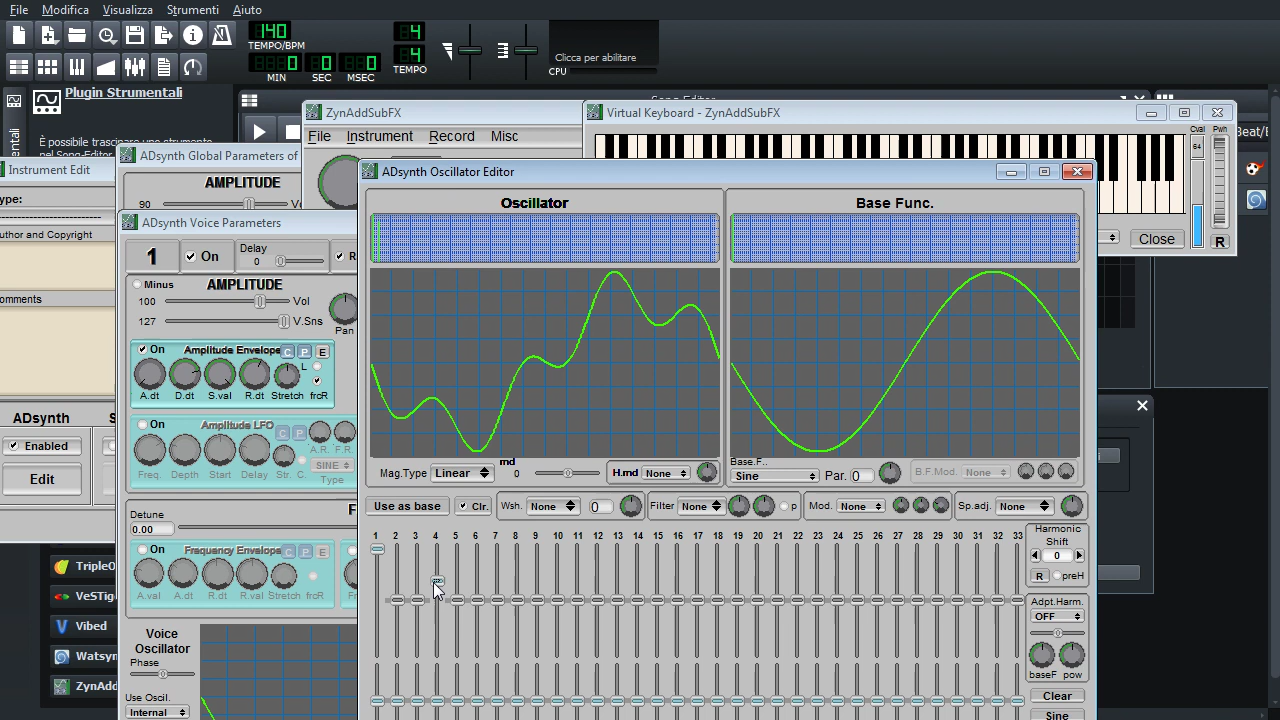 File Modifica Visualizza Strumenti Aiuto
140
TEMPO/BPM
0 0 0
MIN SEC MSEC
4
4
TEMPO
Clicca per abilitare
CPU
Plugin Strumentali
È possibile trascinare uno strumento
nel Song-Editor
Song Editor
ZynAddSubFX
File Instrument Record Misc
Virtual Keyboard - ZynAddSubFX
Cval Pwh
64
Close
R
Beat/B
Instrument Edit
ype:
uthor and Copyright
omments
ADsynth
Enabled
Edit
ADsynth Global Parameters of
AMPLITUDE
90
ADsynth Voice Parameters
1 On Delay
0
R
Minus AMPLITUDE
100 Vol
127 V.Sns
Pan
On Amplitude Envelope C P E
L
A.dt D.dt S.val R.dt Stretch frcR
On Amplitude LFO C P
A.R. F.R.
SINE
Freq. Depth Start Delay Str. C. Type
F
Detune
0.00
On Frequency Envelope C P E
A.val A.dt R.dt R.val Stretch frcR
Voice
Oscillator
Phase
Use Oscil.
Internal
ADsynth Oscillator Editor
Oscillator Base Func.
Mag.Type Linear rnd 0 H.rnd None
Base.F.. Sine Par. 0 B.F.Mod. None
Use as base Clr. Wsh. None 0 Filter None p Mod. None Sp.adj. None
1 2 3 4 5 6 7 8 9 10 11 12 13 14 15 16 17 18 19 20 21 22 23 24 25 26 27 28 29 30 31 32 33
Harmonic
Shift
0
R preH
Adpt.Harm.
OFF
baseF pow
Clear
Sine
TripleO
VeSTig
Vibed
Watsyn
ZynAdd